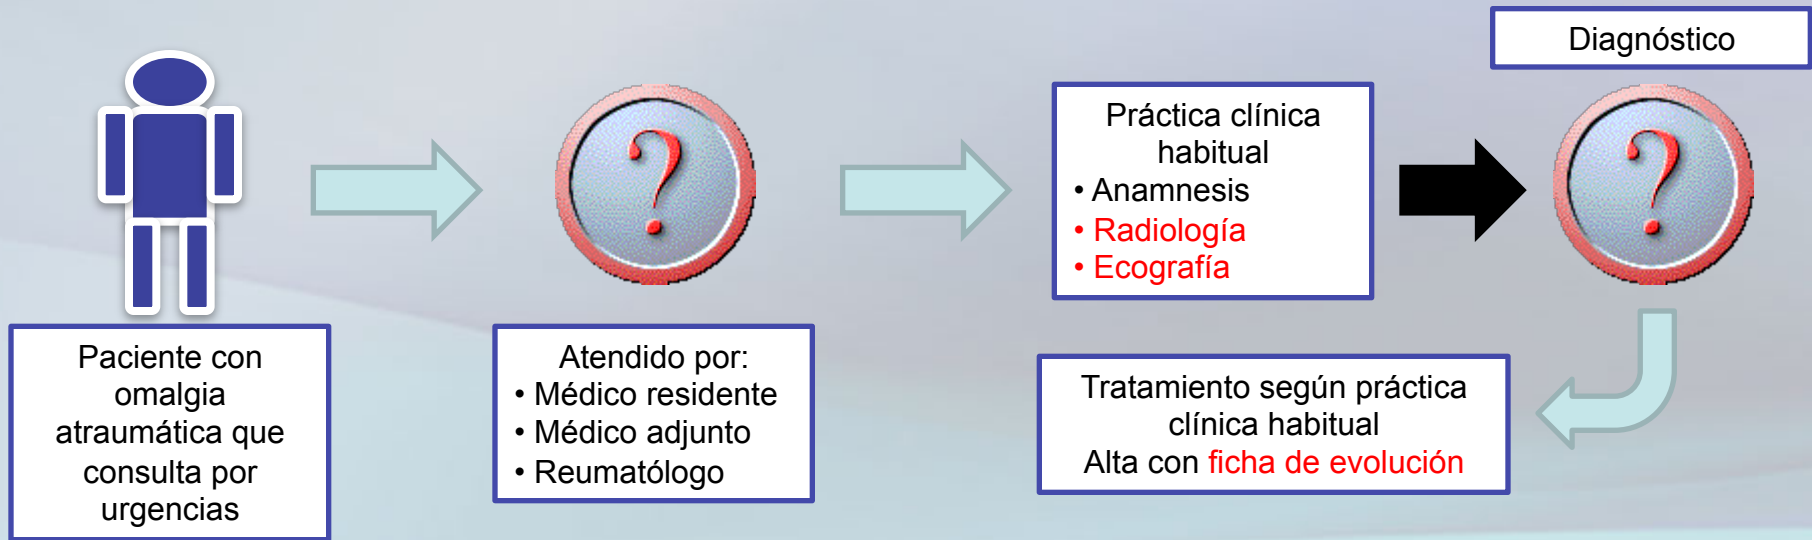 Paciente con
omalgia
atraumática que
consulta por
urgencias
?
Atendido por:
• Médico residente
• Médico adjunto
• Reumatólogo
Práctica clínica
habitual
• Anamnesis
• Radiología
• Ecografía
Diagnóstico
?
Tratamiento según práctica
clínica habitual
Alta con ficha de evolución